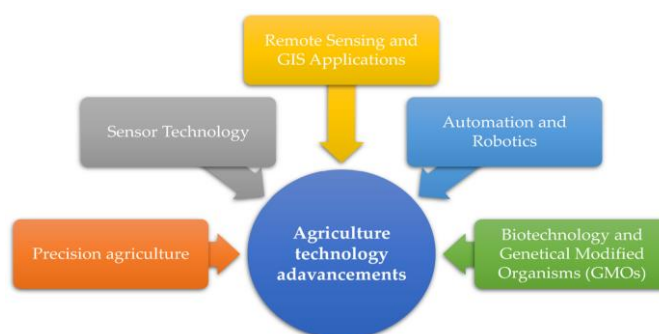 Remote Sensing and
GIS Applications
Sensor Technology
Automation and
Robotics
Precision agriculture
Agriculture
technology
adavancements
Biotechnology and
Genetical Modified
Organisms (GMOs)